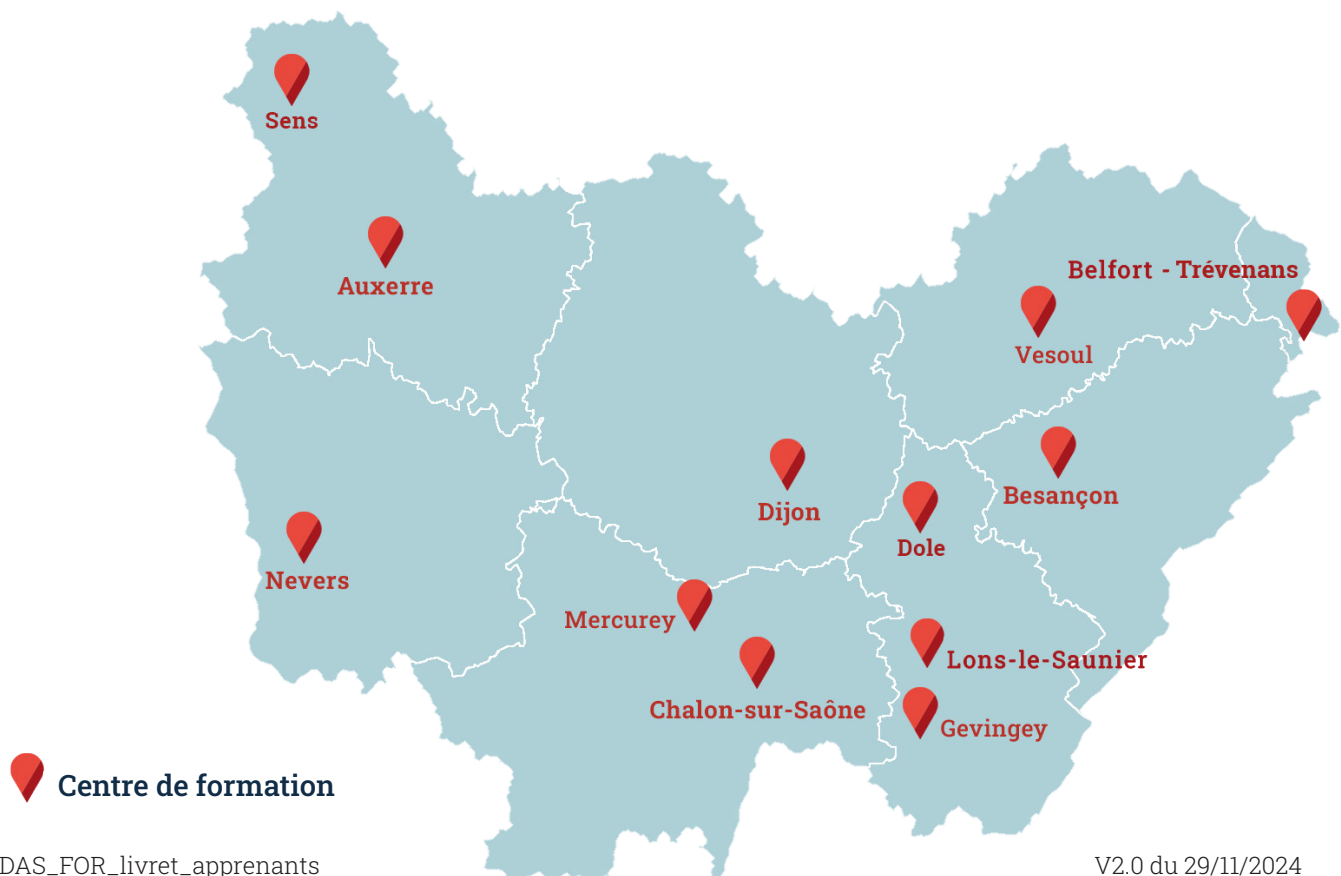 Sens
Auxerre
Belfort - Trévenans
Vesoul
Besançon
Dijon
Dole
Nevers
Mercurey
Lons-le-Saunier
Chalon-sur-Saône
Gevingey
Centre de formation
DAS_FOR_livret_apprenants
V2.0 du 29/11/2024